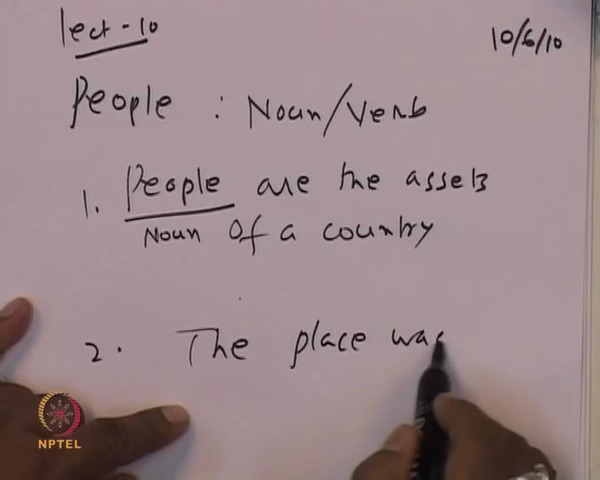 lect-10
10/6/10
People : Noun/Verb
1. People are the assets
Noun of a country
2. The place was
NPTEL